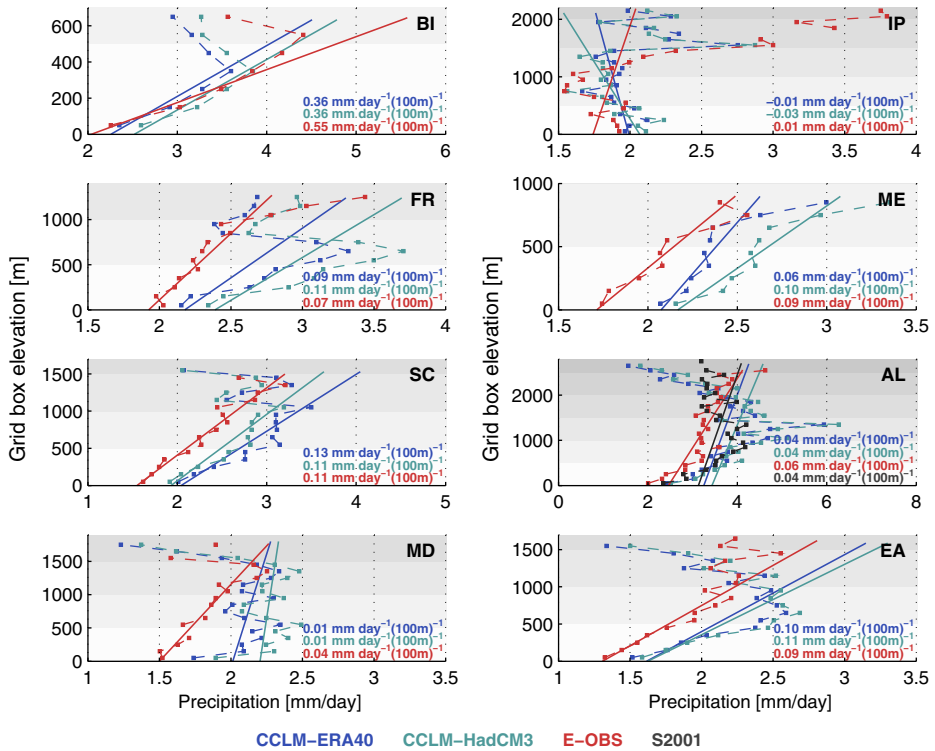 BI
0.36 mm day−1(100m)−1
0.36 mm day−1(100m)−1
0.55 mm day−1(100m)−1
600
400
200
0
2 3 4 5 6
IP
−0.01 mm day−1(100m)−1
−0.03 mm day−1(100m)−1
0.01 mm day−1(100m)−1
2000
1500
1000
500
0
1.5 2 2.5 3 3.5 4
FR
0.09 mm day−1(100m)−1
0.11 mm day−1(100m)−1
0.07 mm day−1(100m)−1
1000
500
0
1.5 2 2.5 3 3.5 4
ME
0.06 mm day−1(100m)−1
0.10 mm day−1(100m)−1
0.09 mm day−1(100m)−1
1000
500
0
1.5 2 2.5 3 3.5
Grid box elevation [m]
Grid box elevation [m]
SC
0.13 mm day−1(100m)−1
0.11 mm day−1(100m)−1
0.11 mm day−1(100m)−1
1500
1000
500
0
1 2 3 4 5
AL
0.04 mm day−1(100m)−1
0.04 mm day−1(100m)−1
0.06 mm day−1(100m)−1
0.04 mm day−1(100m)−1
2000
1000
0
0 2 4 6 8
MD
0.01 mm day−1(100m)−1
0.01 mm day−1(100m)−1
0.04 mm day−1(100m)−1
1500
1000
500
0
1 1.5 2 2.5 3 3.5
Precipitation [mm/day]
EA
0.10 mm day−1(100m)−1
0.11 mm day−1(100m)−1
0.09 mm day−1(100m)−1
1500
1000
500
0
1 1.5 2 2.5 3 3.5
Precipitation [mm/day]
CCLM−ERA40 CCLM−HadCM3 E−OBS S2001